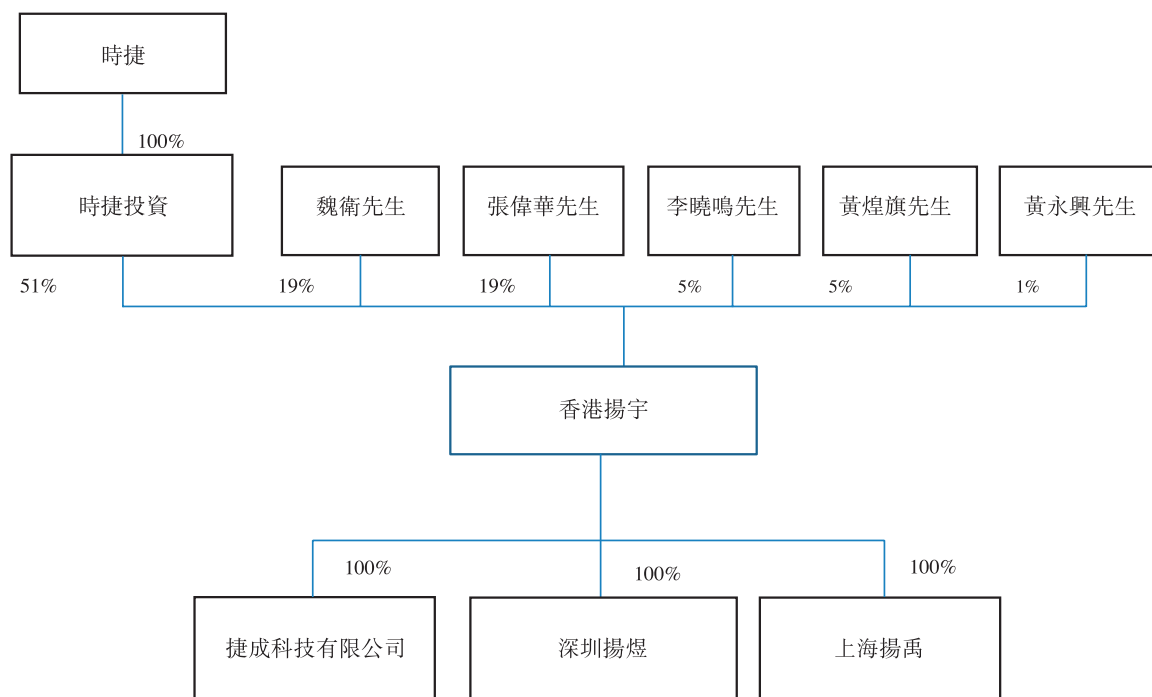 時捷
100%
時捷投資
魏衛先生
張偉華先生
李曉鳴先生
黃煌旗先生
黃永興先生
51%
19%
19%
5%
5%
1%
香港揚宇
100%
100%
100%
捷成科技有限公司
深圳揚煜
上海揚禹